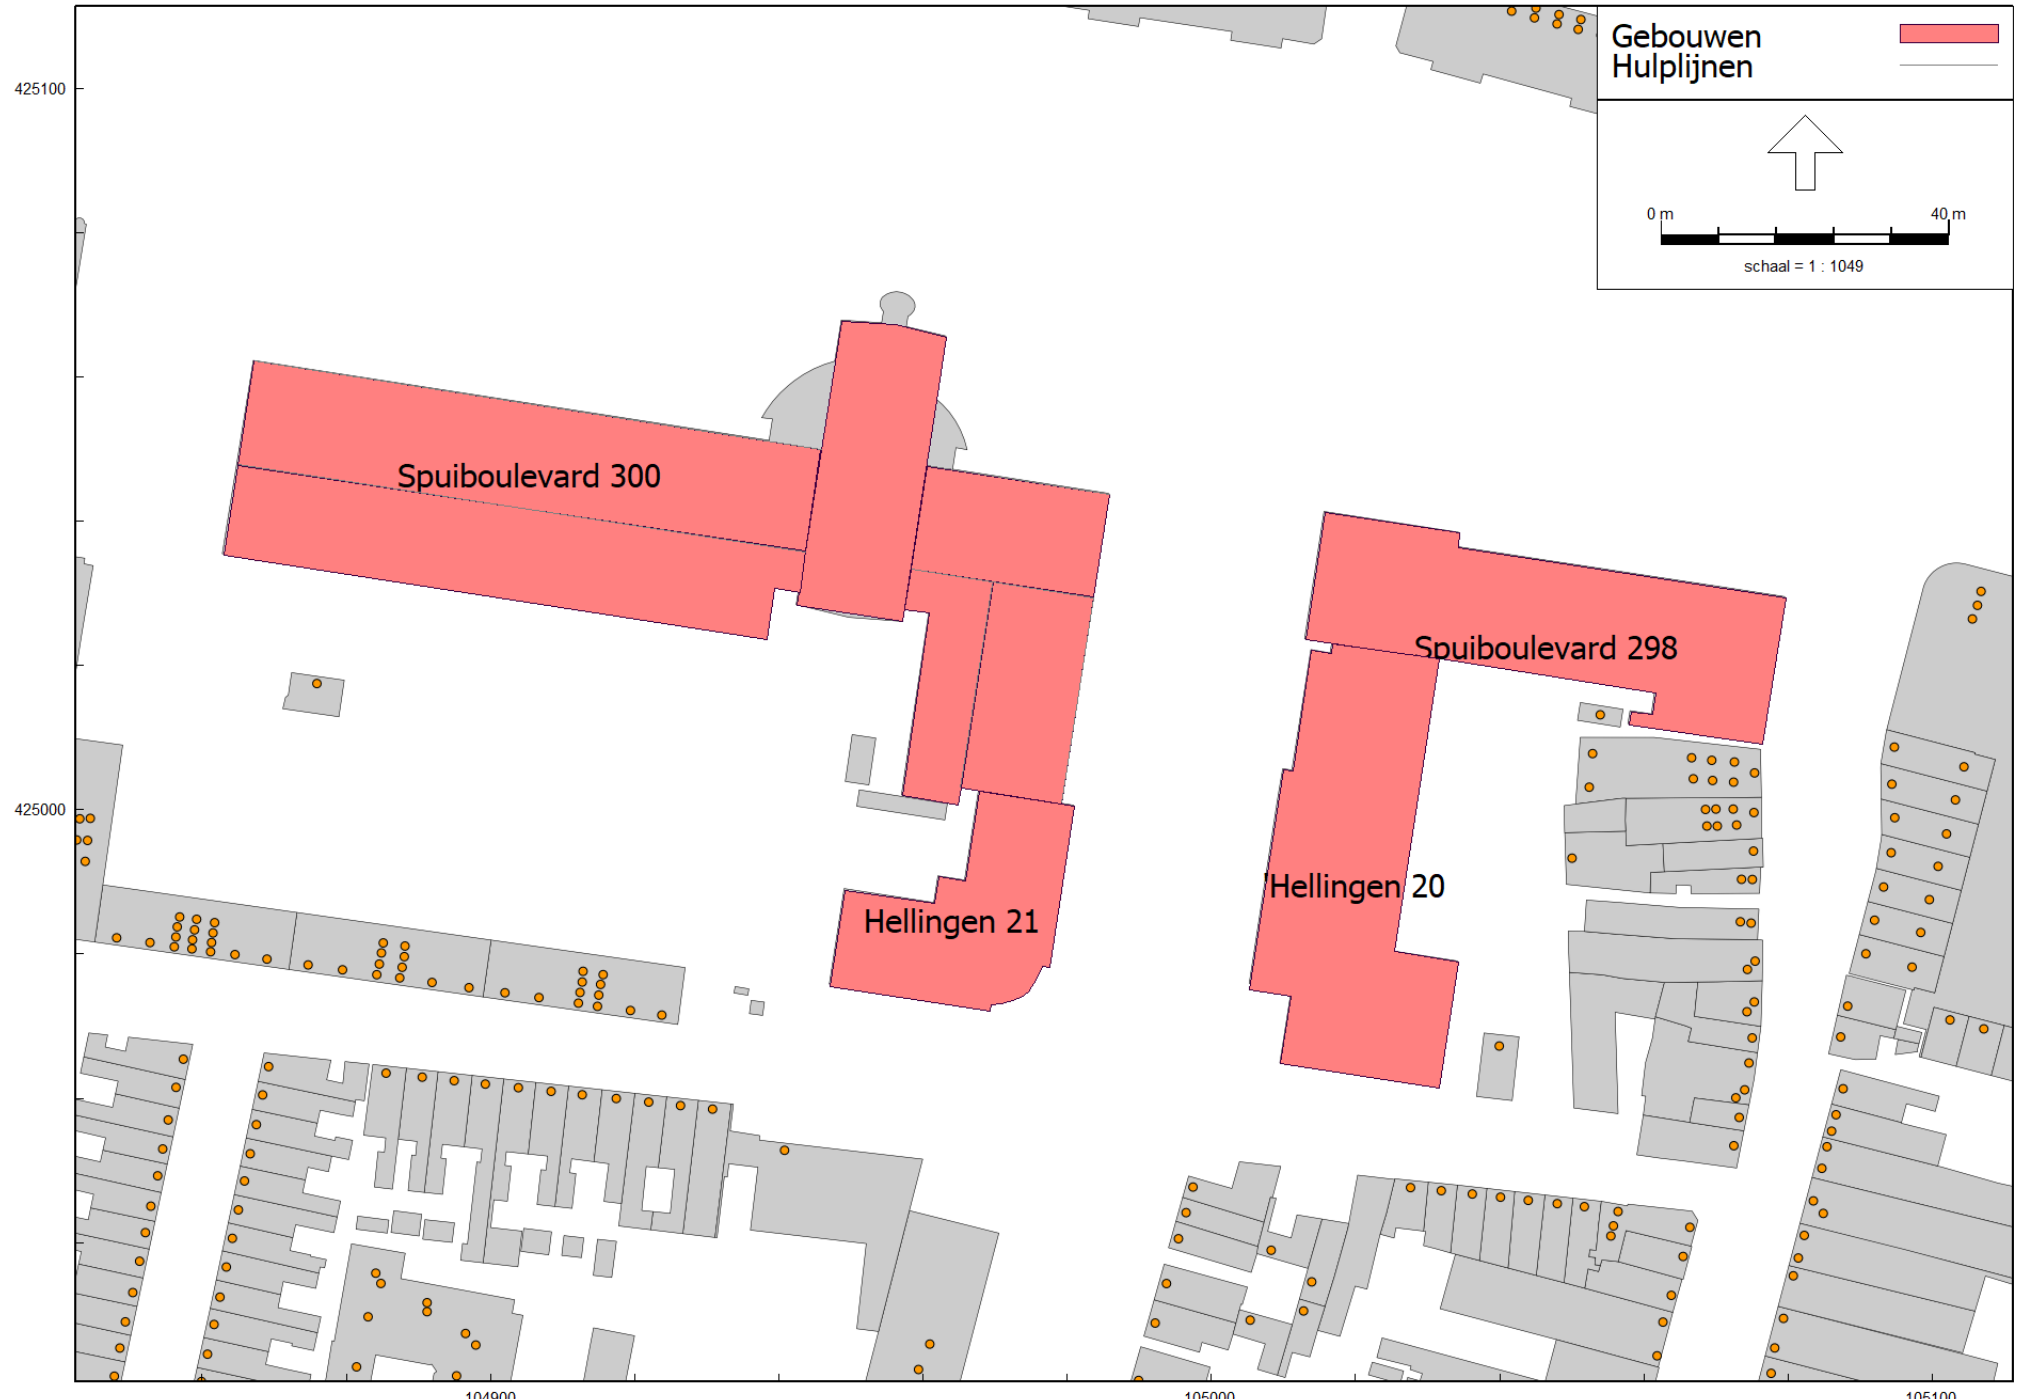 Gebouwen
Hulplijnen
0 m
40 m
schaal = 1 : 1049
425100
Spuiboulevard 300
Spuiboulevard 298
425000
Hellingen 20
Hellingen 21
104900
105000
105100